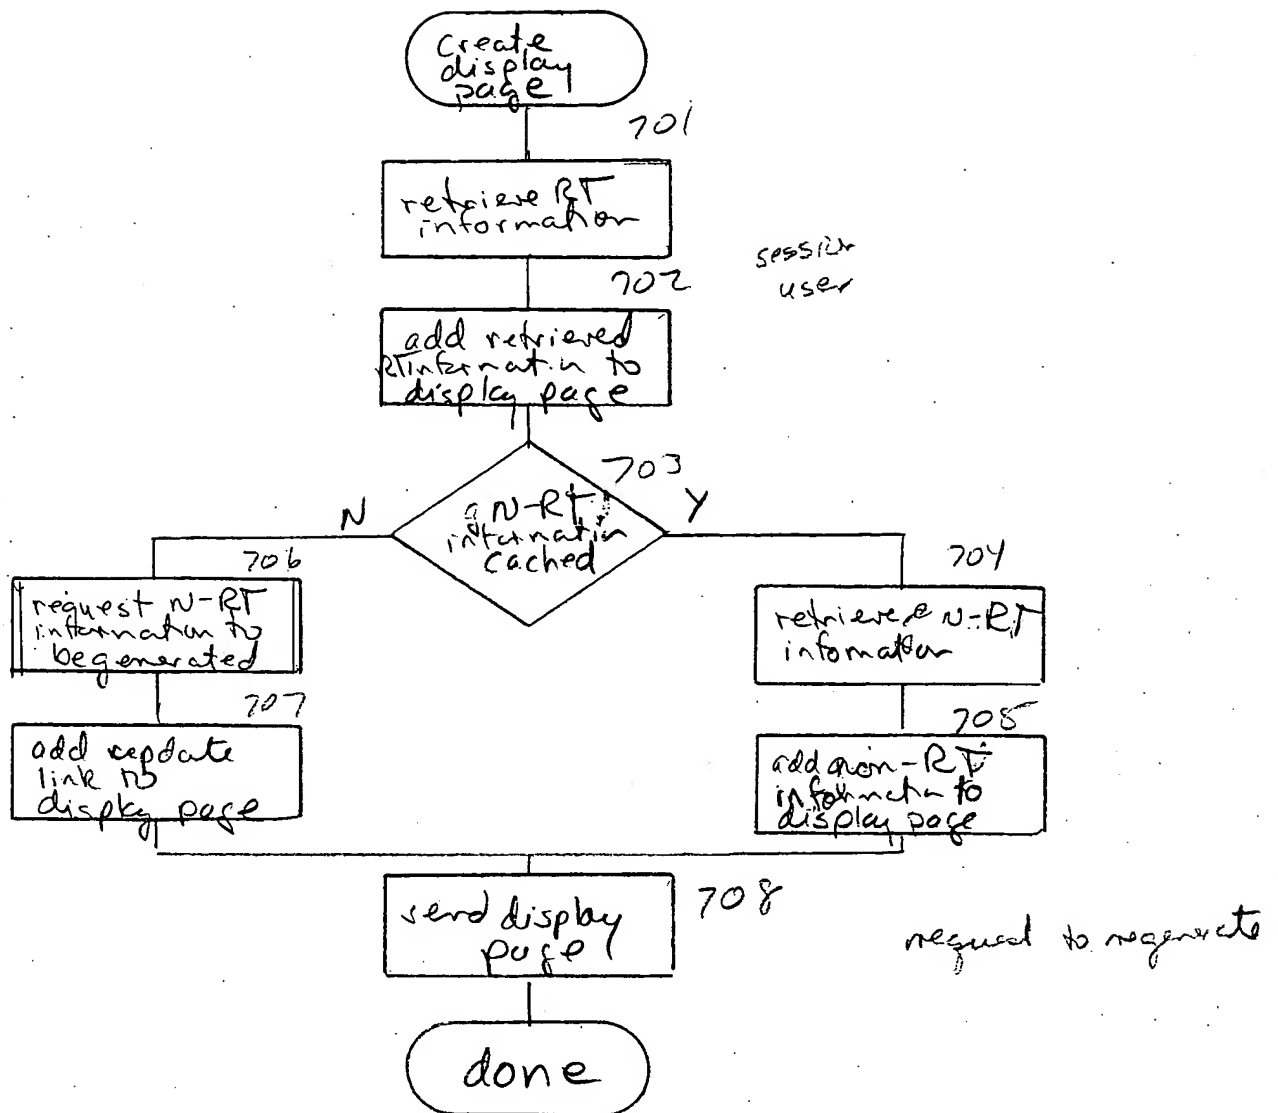 Create
display
page
701
retrieve RT
information
702
session
user
add retrieved
RT information to
display page
703
N
Y
N-RT
information
cached
706
request N-RT
information to
be generated
704
retrieve N-RT
infomation
707
add update
link to
display page
705
add non-RT
information to
display page
send display
page
708
to regenerate
done